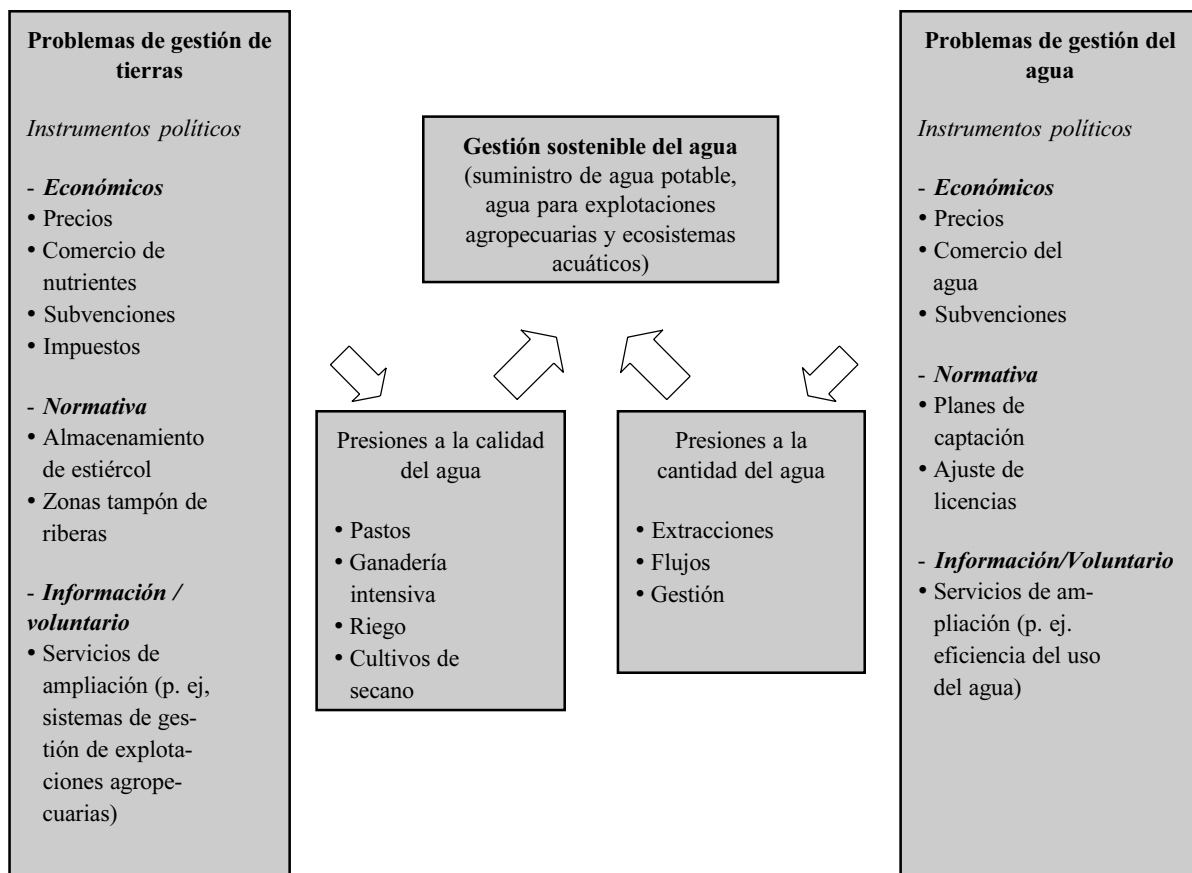 Problemas de gestión de
tierras
Instrumentos políticos
- Económicos
• Precios
• Comercio de
nutrientes
• Subvenciones
• Impuestos
- Normativa
• Almacenamiento
de estiércol
• Zonas tampón de
riberas
- Información /
voluntario
• Servicios de
ampliación (p. ej,
sistemas de ges-
tión de explota-
ciones agrope-
cuarias)
Gestión sostenible del agua
(suministro de agua potable,
agua para explotaciones
agropecuarias y ecosistemas
acuáticos)
Presiones a la calidad
del agua
• Pastos
• Ganadería
intensiva
• Riego
• Cultivos de
secano
Presiones a la
cantidad del agua
• Extracciones
• Flujos
• Gestión
Problemas de gestión del
agua
Instrumentos políticos
- Económicos
• Precios
• Comercio del
agua
• Subvenciones
- Normativa
• Planes de
captación
• Ajuste de
licencias
- Información/Voluntario
• Servicios de am-
pliación (p. ej.
eficiencia del uso
del agua)